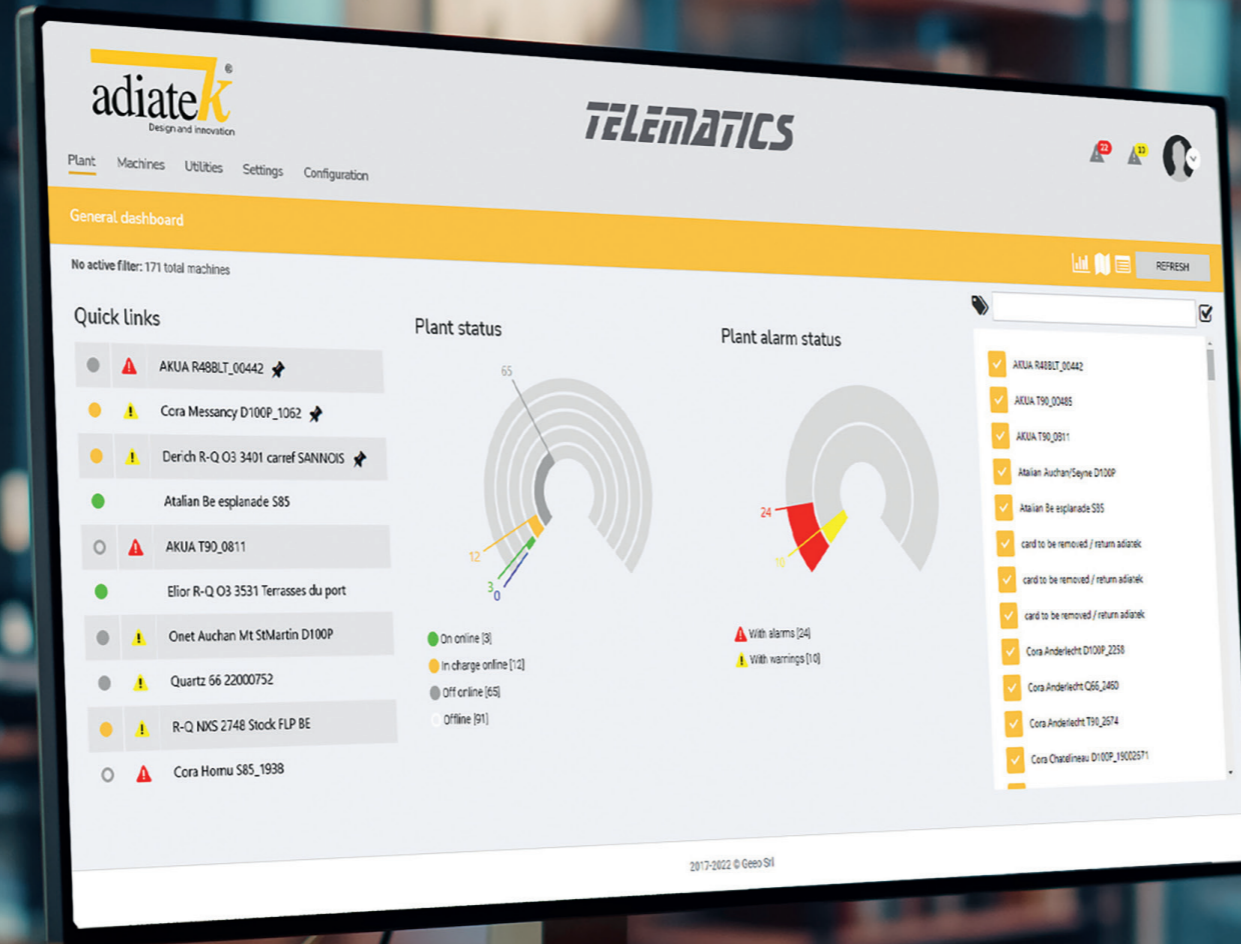 adiatek®
Design and innovation
TELEMATICS
22
13
Plant Machines Utilities Settings Configuration
General dashboard
REFRESH
No active filter: 171 total machines
Quick links
AKUA R48BLT_00442
Cora Messancy D100P_1062
Derich R-Q O3 3401 carref SANNOIS
Atalian Be esplanade S85
AKUA T90_0811
Elior R-Q O3 3531 Terrasses du port
Onet Auchan Mt StMartin D100P
Quartz 66 22000752
R-Q NXS 2748 Stock FLP BE
Cora Hornu S85_1938
Plant status
65
12
3
0
On online [3]
In charge online [12]
Off online [65]
Offline [91]
Plant alarm status
24
10
With alarms [24]
With warnings [10]
AKUA R48BLT_00442
AKUA T90_00485
AKUA T90_0811
Atalian Auchan/Seyne D100P
Atalian Be esplanade S85
card to be removed / return adiatek
card to be removed / return adiatek
card to be removed / return adiatek
Cora Anderlecht D100P_2258
Cora Anderlecht Q66_2460
Cora Anderlecht T90_2574
Cora Chatelineau D100P_19002671
2017-2022 © Geeo Srl